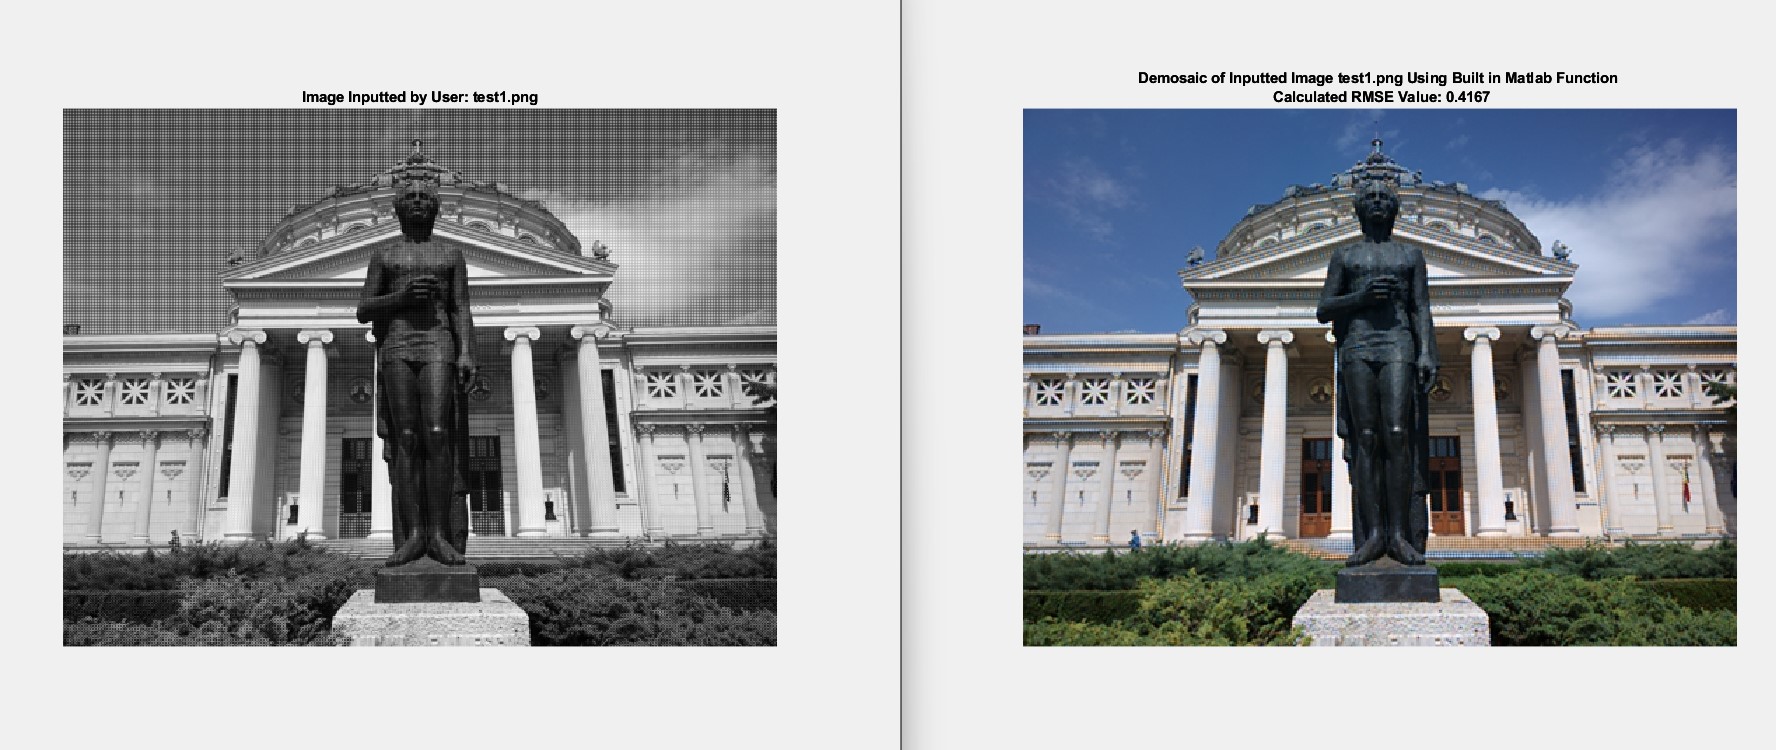 Image Inputted by User: test1.png
Demosaic of Inputted Image test1.png Using Built in Matlab Function
Calculated RMSE Value: 0.4167